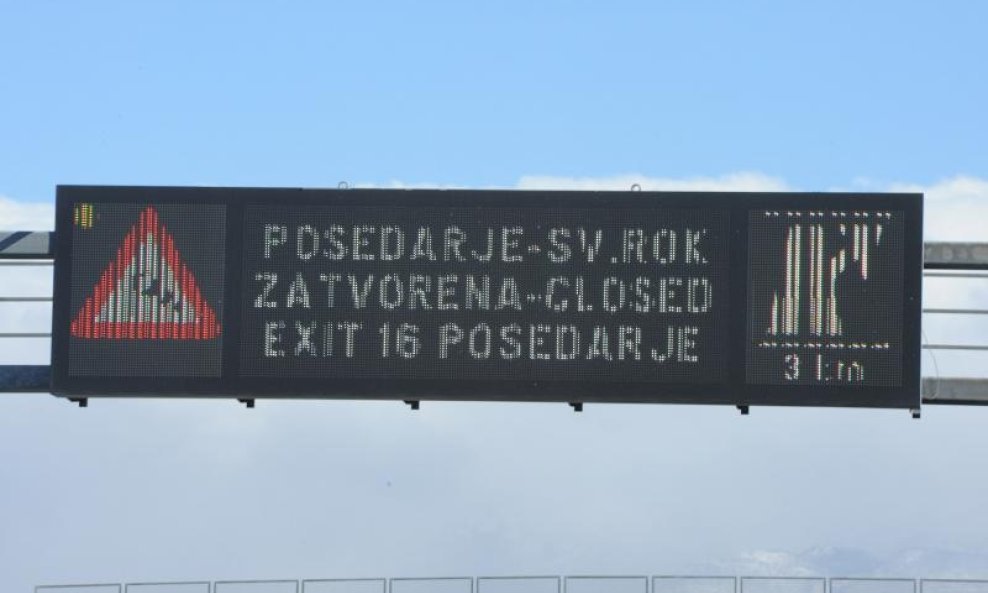 POSEDARJE-SV.ROK
ZATVORENA-CLOSED
EXIT 16 POSEDARJE
3 km